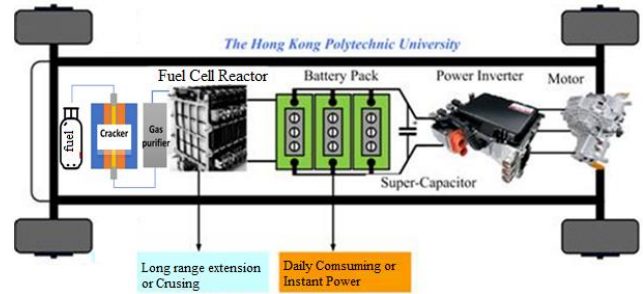 The Hong Kong Polytechnic University
Fuel Cell Reactor
Battery Pack
Power Inverter
Motor
fuel
Cracker
Gas
purifier
Super-Capacitor
Long range extension
or Crusing
Daily Comsuming or
Instant Power